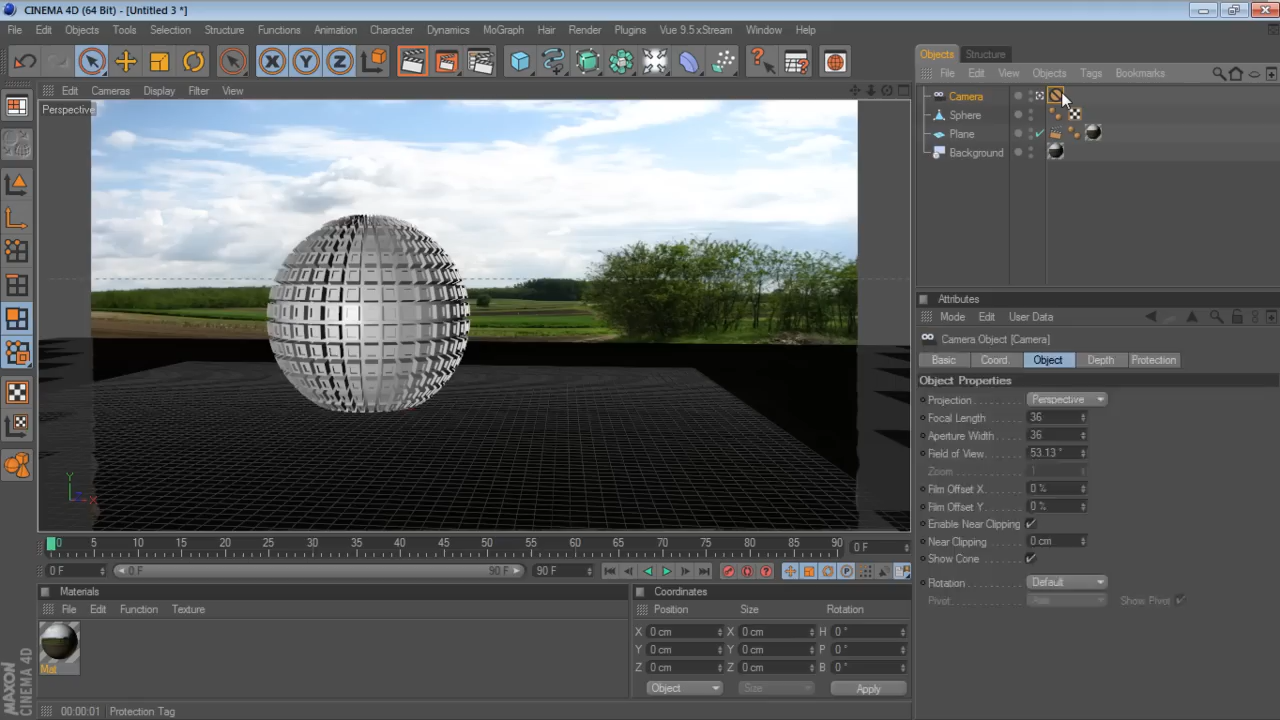 CINEMA 4D (64 Bit) - [Untitled 3 *]
File Edit Objects Tools Selection Structure Functions Animation Character Dynamics MoGraph Hair Render Plugins Vue 9.5 xStream Window Help
Objects Structure
File Edit View Objects Tags Bookmarks
Edit Cameras Display Filter View
Perspective
Camera
Sphere
Plane
Background
Attributes
Mode Edit User Data
Camera Object [Camera]
Basic Coord. Object Depth Protection
Object Properties
Projection Perspective
Focal Length 36
Aperture Width 36
Field of View 53.13 °
Zoom 1
Film Offset X 0 %
Film Offset Y 0 %
Enable Near Clipping
Near Clipping 0 cm
Show Cone
Rotation Default
Pivot Show Pivot
Y
X
0 5 10 15 20 25 30 35 40 45 50 55 60 65 70 75 80 85 90 0 F
0 F 0 F 90 F 90 F
Materials
File Edit Function Texture
Mat
Coordinates
Position Size Rotation
X 0 cm X 0 cm H 0 °
Y 0 cm Y 0 cm P 0 °
Z 0 cm Z 0 cm B 0 °
Object Size Apply
MAXON
CINEMA 4D
00:00:01 Protection Tag